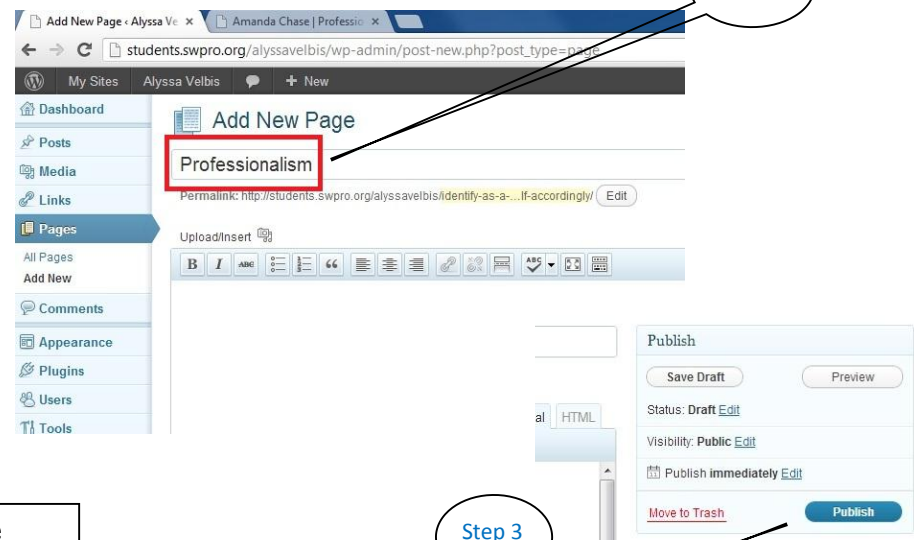 Add New Page ‹ Alyssa Ve
Amanda Chase | Professio
students.swpro.org/alyssavelbis/wp-admin/post-new.php?post_type=page
My Sites Alyssa Velbis + New
Dashboard
Posts
Media
Links
Pages
All Pages
Add New
Comments
Appearance
Plugins
Users
Tools
Add New Page
Professionalism
Permalink: http://students.swpro.org/alyssavelbis/identify-as-a-...lf-accordingly/ Edit
Upload/Insert
B I ABC ABC
al HTML
Publish
Save Draft Preview
Status: Draft Edit
Visibility: Public Edit
Publish immediately Edit
Move to Trash Publish
Step 3